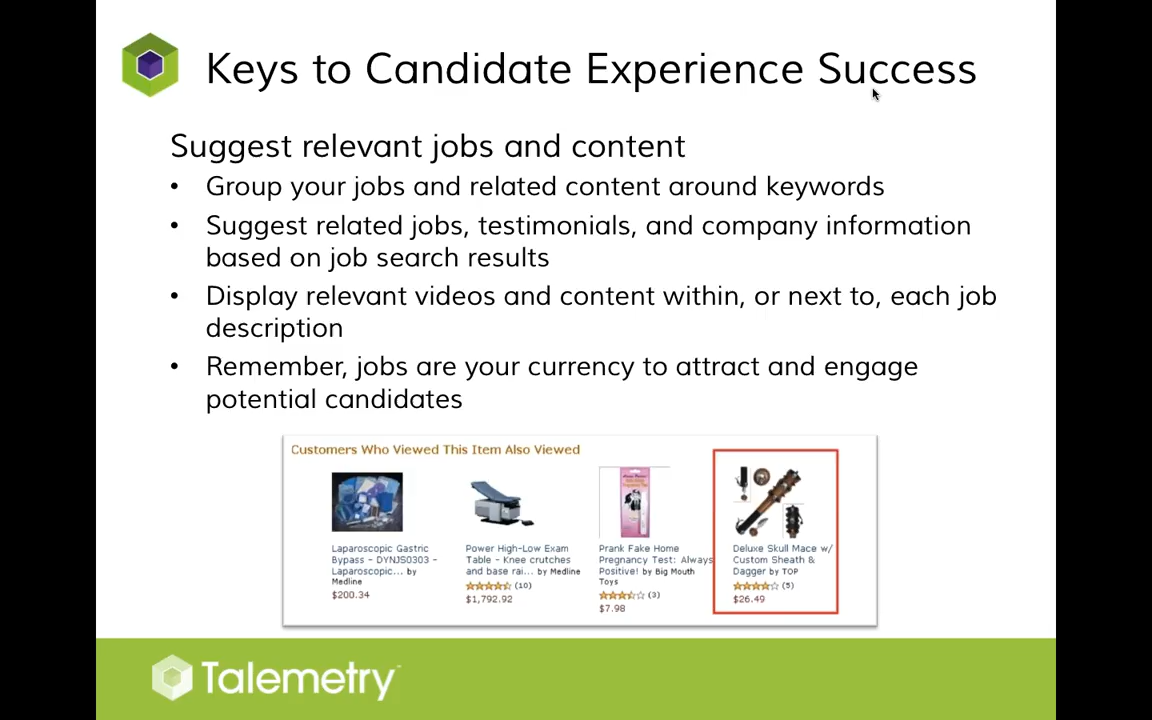 Keys to Candidate Experience Success
Suggest relevant jobs and content
• Group your jobs and related content around keywords
• Suggest related jobs, testimonials, and company information
based on job search results
• Display relevant videos and content within, or next to, each job
description
• Remember, jobs are your currency to attract and engage
potential candidates
Customers Who Viewed This Item Also Viewed
Laparoscopic Gastric
Bypass - DYNJS0303 -
Laparoscopic... by
Medline
$200.34
Power High-Low Exam
Table - Knee crutches
and base rai... by Medline
(10)
$1,792.92
Prank Fake Home
Pregnancy Test: Always
Positive! by Big Mouth
Toys
(3)
$7.98
Deluxe Skull Mace w/
Custom Sheath &
Dagger by TOP
(5)
$26.49
Talemetry